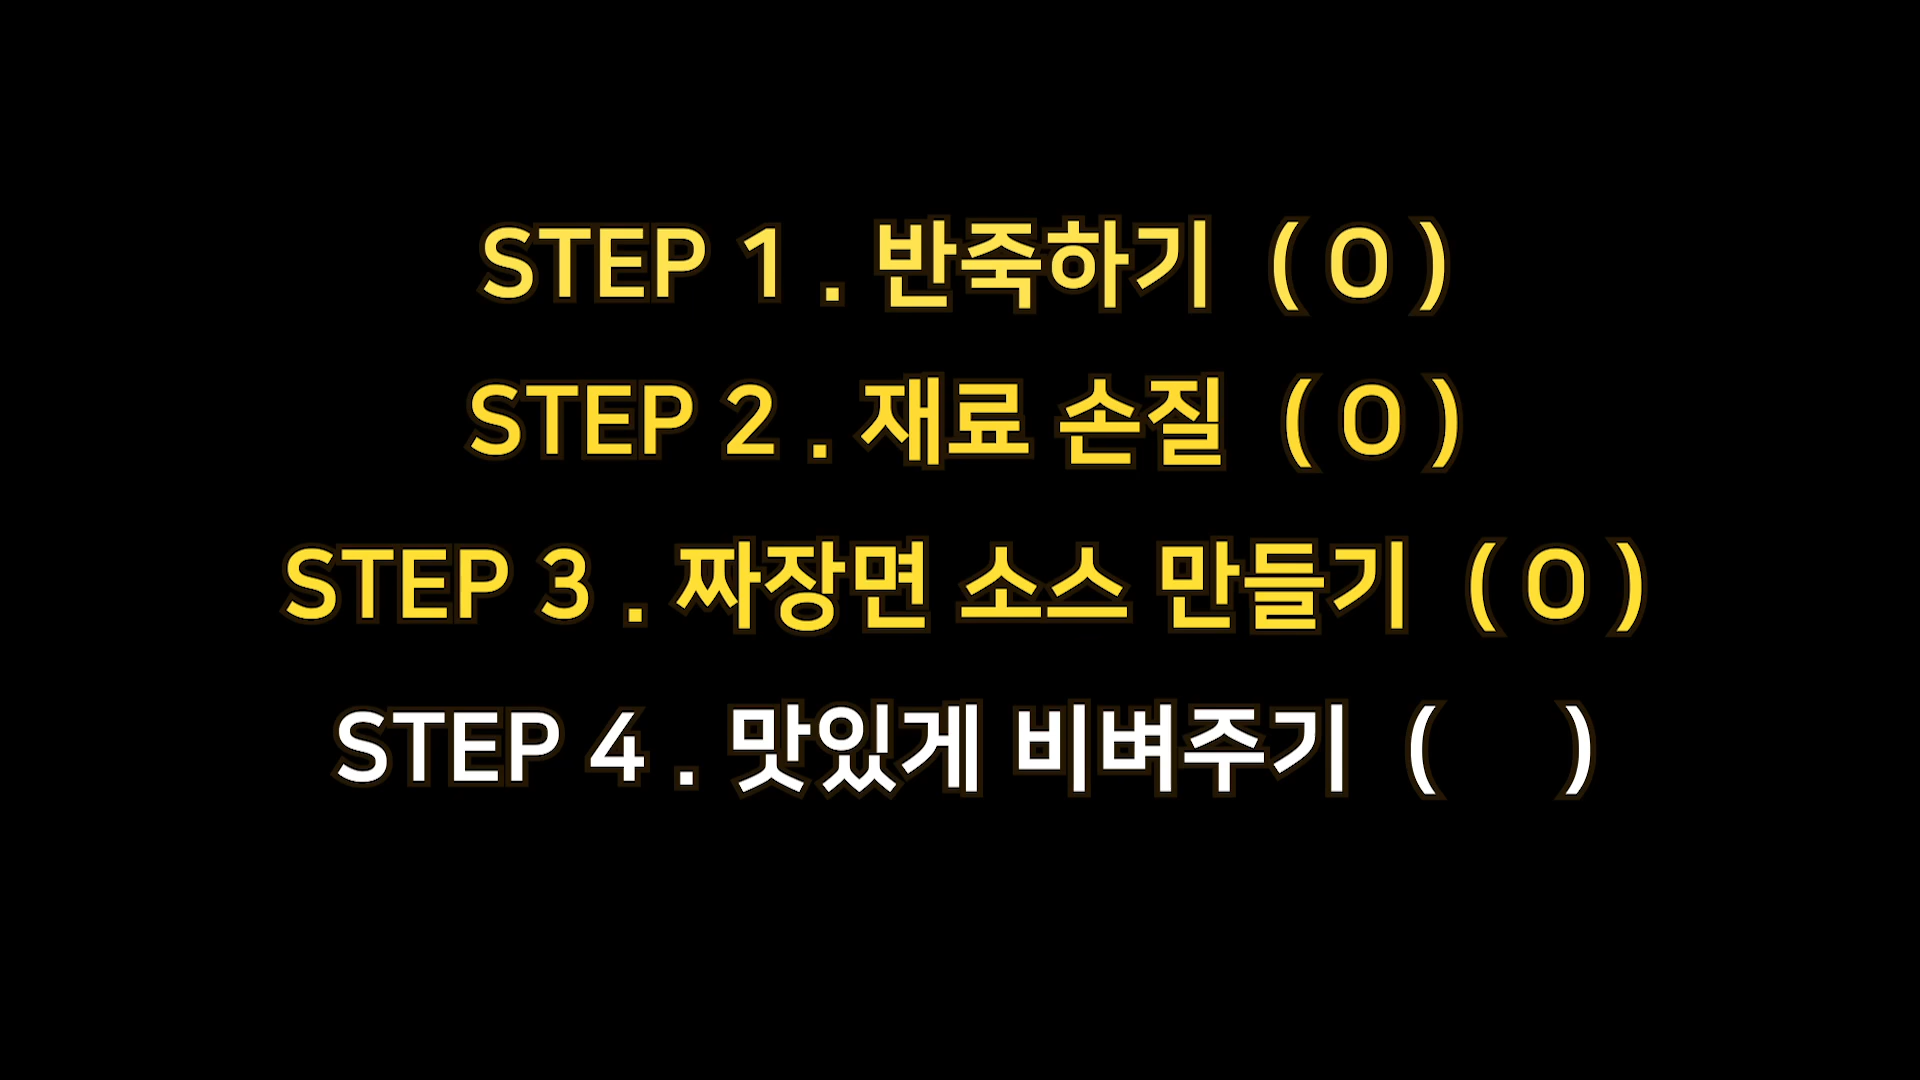 STEP 1 . 반죽하기 ( O )
STEP 2 . 재료 손질 ( O )
STEP 3 . 짜장면 소스 만들기 ( O )
STEP 4 . 맛있게 비벼주기 ( )